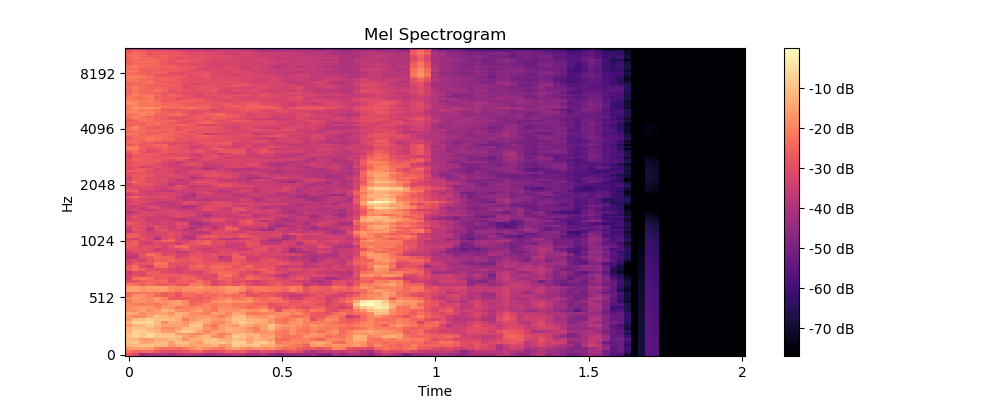 Mel Spectrogram
8192
4096
2048
1024
512
0
Hz
0
0.5
1
1.5
2
Time
-10 dB
-20 dB
-30 dB
-40 dB
-50 dB
-60 dB
-70 dB